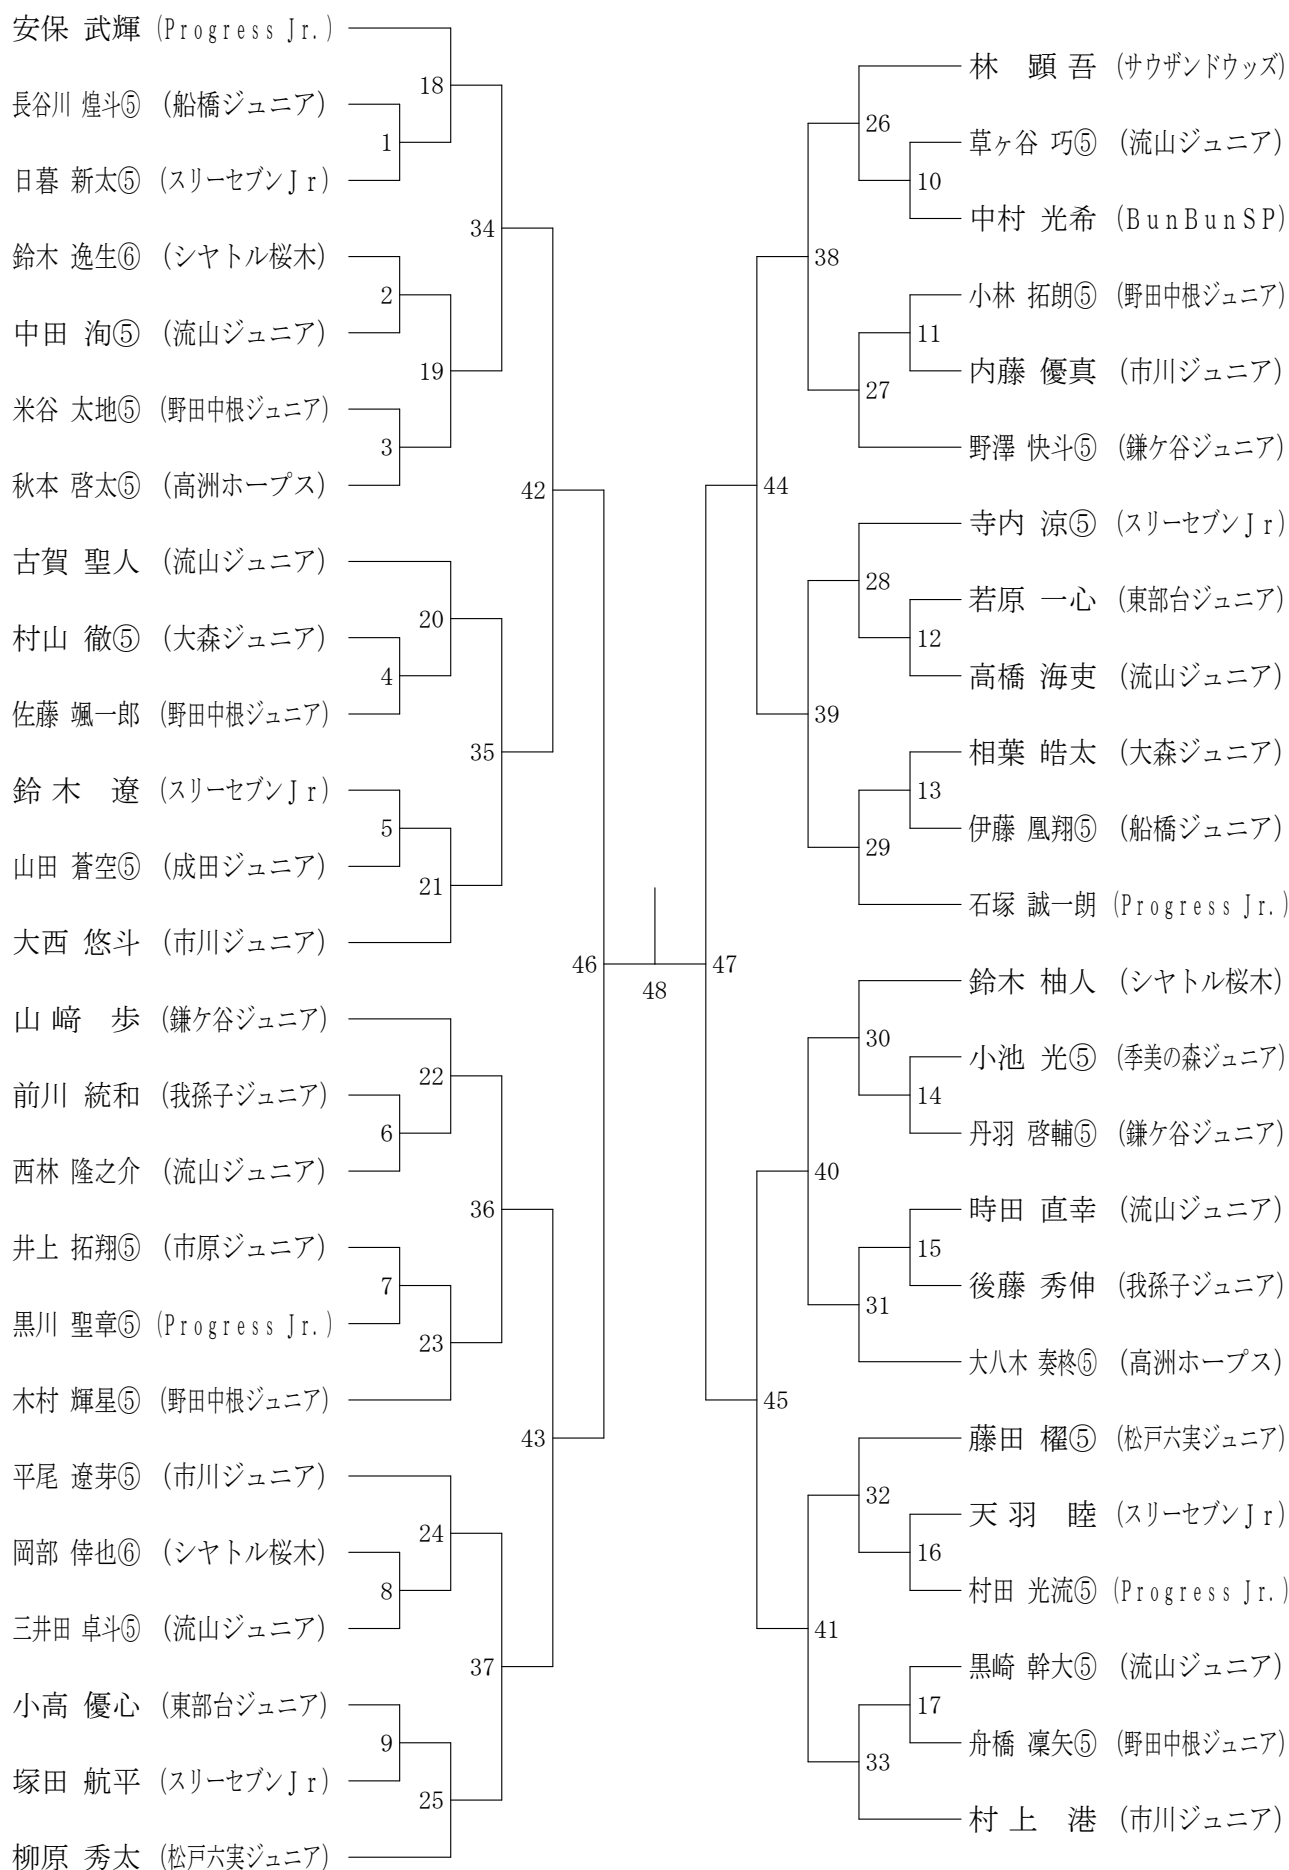 安保 武輝 (Progress Jr.)
長谷川 煌斗⑤ (船橋ジュニア)
日暮 新太⑤ (スリーセブンJr)
鈴木 逸生⑥ (シヤトル桜木)
中田 洵⑤ (流山ジュニア)
米谷 太地⑤ (野田中根ジュニア)
秋本 啓太⑤ (高洲ホープス)
古賀 聖人 (流山ジュニア)
村山 徹⑤ (大森ジュニア)
佐藤 颯一郎 (野田中根ジュニア)
鈴木 遼 (スリーセブンJr)
山田 蒼空⑤ (成田ジュニア)
大西 悠斗 (市川ジュニア)
山﨑 歩 (鎌ケ谷ジュニア)
前川 統和 (我孫子ジュニア)
西林 隆之介 (流山ジュニア)
井上 拓翔⑤ (市原ジュニア)
黒川 聖章⑤ (Progress Jr.)
木村 輝星⑤ (野田中根ジュニア)
平尾 遼芽⑤ (市川ジュニア)
岡部 倖也⑥ (シヤトル桜木)
三井田 卓斗⑤ (流山ジュニア)
小高 優心 (東部台ジュニア)
塚田 航平 (スリーセブンJr)
柳原 秀太 (松戸六実ジュニア)
1
2
3
4
5
6
7
8
9
18
19
20
21
22
23
24
25
34
35
36
37
42
43
46
48
47
44
45
38
39
40
41
26
27
28
29
30
31
32
33
10
11
12
13
14
15
16
17
林 顕吾 (サウザンドウッズ)
草ヶ谷 巧⑤ (流山ジュニア)
中村 光希 (BunBunSP)
小林 拓朗⑤ (野田中根ジュニア)
内藤 優真 (市川ジュニア)
野澤 快斗⑤ (鎌ケ谷ジュニア)
寺内 涼⑤ (スリーセブンJr)
若原 一心 (東部台ジュニア)
高橋 海吏 (流山ジュニア)
相葉 皓太 (大森ジュニア)
伊藤 凰翔⑤ (船橋ジュニア)
石塚 誠一朗 (Progress Jr.)
鈴木 柚人 (シヤトル桜木)
小池 光⑤ (季美の森ジュニア)
丹羽 啓輔⑤ (鎌ケ谷ジュニア)
時田 直幸 (流山ジュニア)
後藤 秀伸 (我孫子ジュニア)
大八木 奏柊⑤ (高洲ホープス)
藤田 櫂⑤ (松戸六実ジュニア)
天羽 睦 (スリーセブンJr)
村田 光流⑤ (Progress Jr.)
黒崎 幹大⑤ (流山ジュニア)
舟橋 凜矢⑤ (野田中根ジュニア)
村上 港 (市川ジュニア)